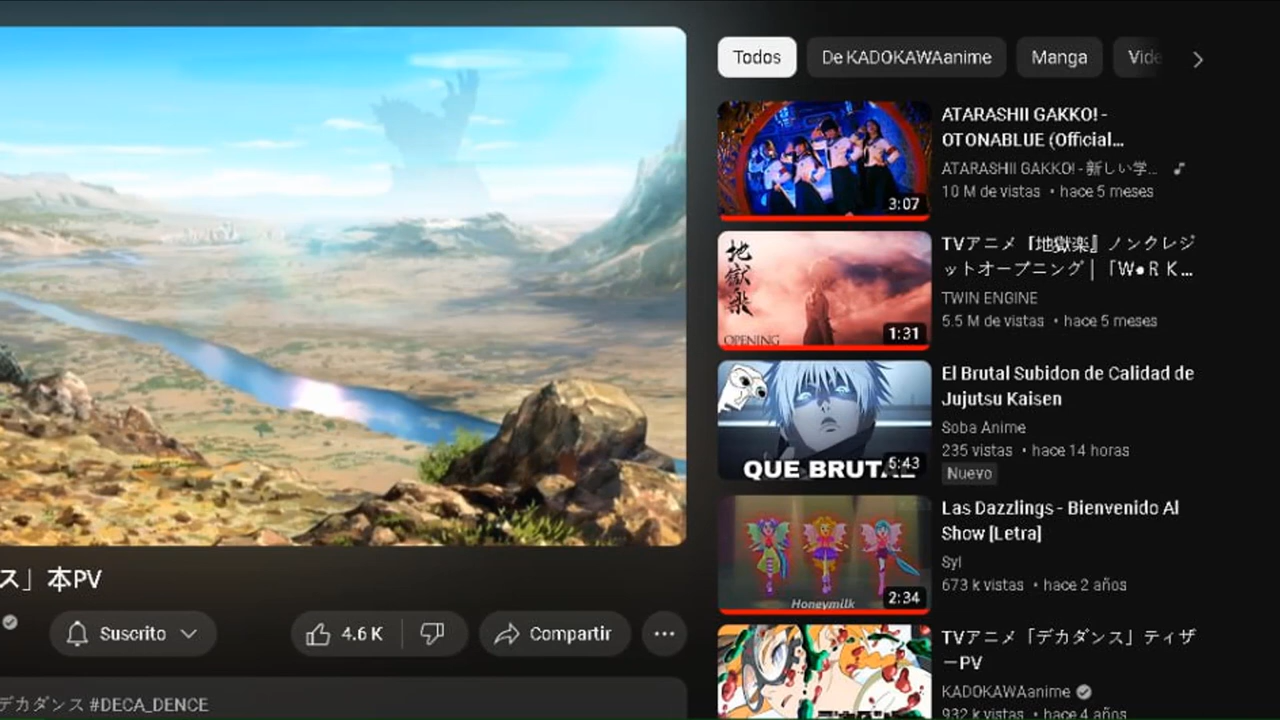 Todos
De KADOKAWAanime
Manga
Vide
ATARASHII GAKKO! -
OTONABLUE (Official...
ATARASHII GAKKO! - 新しい学...
10 M de vistas • hace 5 meses
3:07
TVアニメ『地獄楽』ノンクレジ
ットオープニング | 「W●RK...
TWIN ENGINE
5.5 M de vistas • hace 5 meses
地獄楽
OPENING
1:31
El Brutal Subidon de Calidad de
Jujutsu Kaisen
Soba Anime
235 vistas • hace 14 horas
Nuevo
QUE BRUTAL
5:43
Las Dazzlings - Bienvenido Al
Show [Letra]
Syl
673 k vistas • hace 2 años
Honeymilk
2:34
TVアニメ「デカダンス」ティザ
ーPV
KADOKAWAanime
932 k vistas • hace 4 años
ス」本PV
Suscrito
4.6 K
Compartir
デカダンス #DECA_DENCE